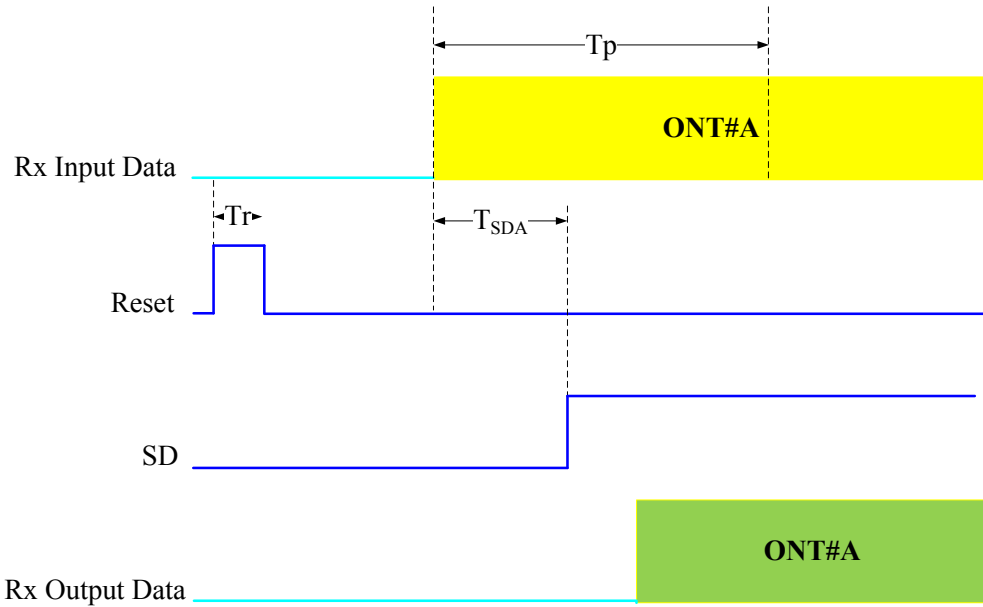 Tp
ONT#A
Rx Input Data
Tr
TSDA
Reset
SD
ONT#A
Rx Output Data